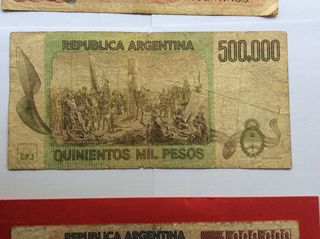 REPUBLICA ARGENTINA
500.000
QUINIENTOS MIL PESOS
REPUBLICA ARGENTINA